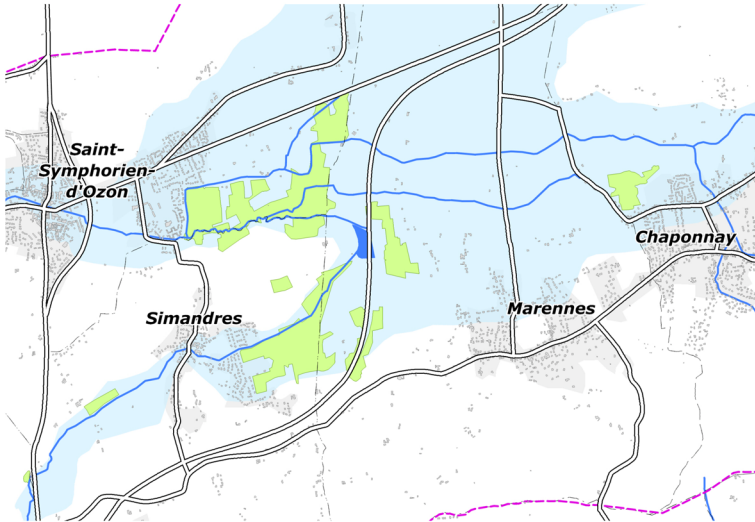 Saint-
Symphorien-
d'Ozon
Chaponnay
Marennes
Simandres